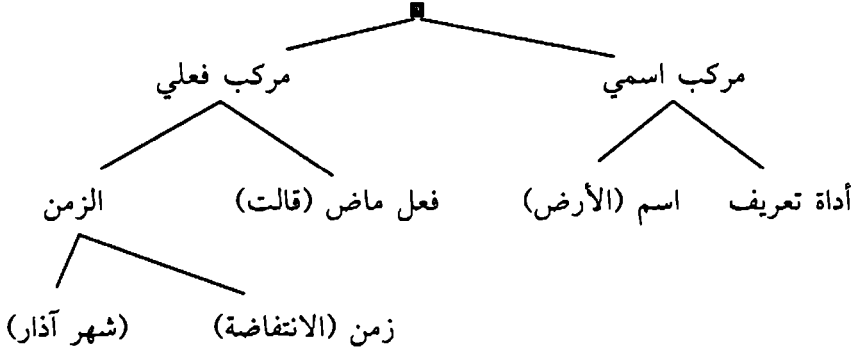 مركب اسمي مركب فعلي
أداة تعريف اسم (الأرض) فعل ماض (قالت) الزمن
زمن (الانتفاضة) (شهر آذار)